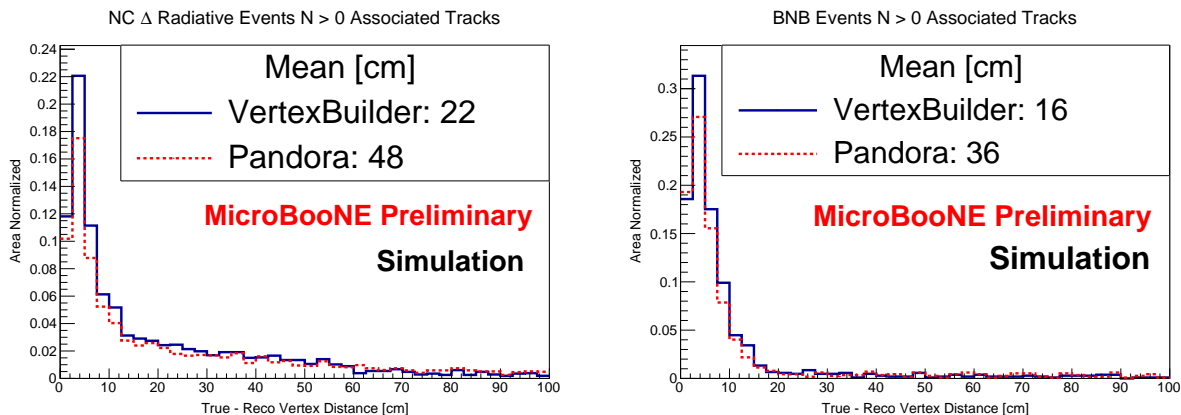 NC Δ Radiative Events N > 0 Associated Tracks
Area Normalized
0.24
0.22
0.2
0.18
0.16
0.14
0.12
0.1
0.08
0.06
0.04
0.02
0
Mean [cm]
VertexBuilder: 22
Pandora: 48
MicroBooNE Preliminary
Simulation
0 10 20 30 40 50 60 70 80 90 100
True - Reco Vertex Distance [cm]
BNB Events N > 0 Associated Tracks
Area Normalized
0.3
0.25
0.2
0.15
0.1
0.05
0
Mean [cm]
VertexBuilder: 16
Pandora: 36
MicroBooNE Preliminary
Simulation
0 10 20 30 40 50 60 70 80 90 100
True - Reco Vertex Distance [cm]